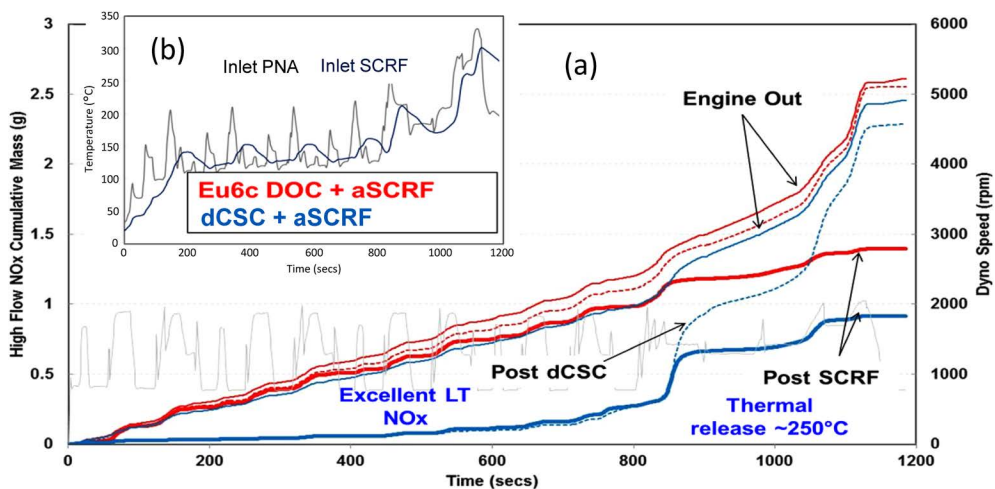 3
2.5
2
1.5
1
0.5
0
High Flow NOx Cumulative Mass (g)
0
200
400
600
800
1000
1200
Time (secs)
6000
5000
4000
3000
2000
1000
0
Dyno Speed (rpm)
(a)
Engine Out
Post dCSC
Post SCRF
Excellent LT
NOx
Thermal
release ~250°C
(b)
350
300
250
200
150
100
50
0
Temperature (°C)
Inlet PNA
Inlet SCRF
Eu6c DOC + aSCRF
dCSC + aSCRF
0
200
400
600
800
1000
1200
Time (secs)